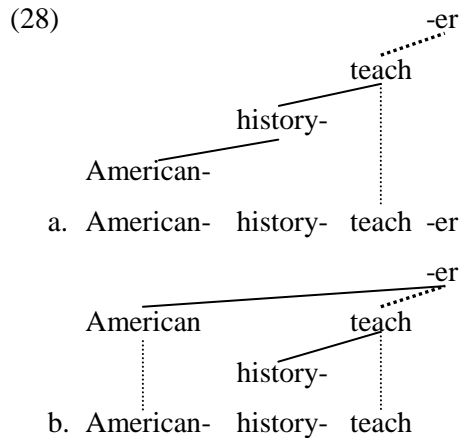 (28) -er
teach
history-
American-
a. American- history- teach -er
-er
American teach
history-
b. American- history- teach